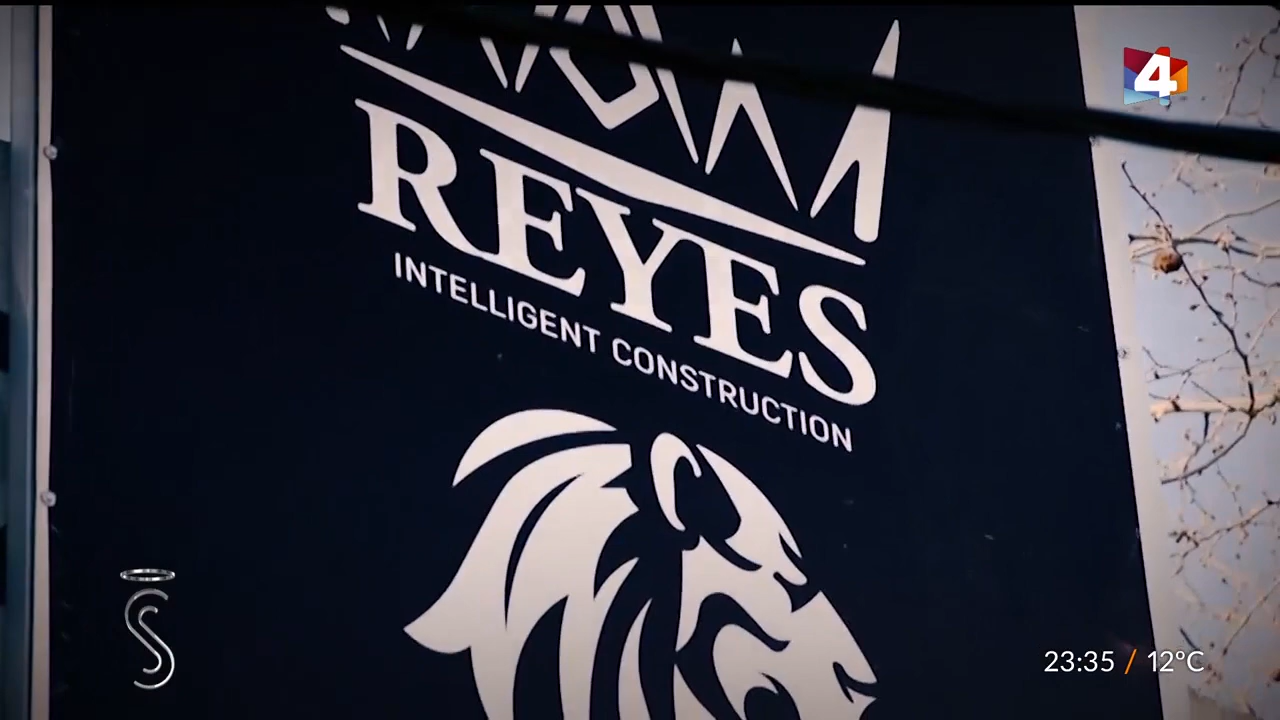 4
REYES
INTELLIGENT CONSTRUCTION
S
23:35 / 12°C